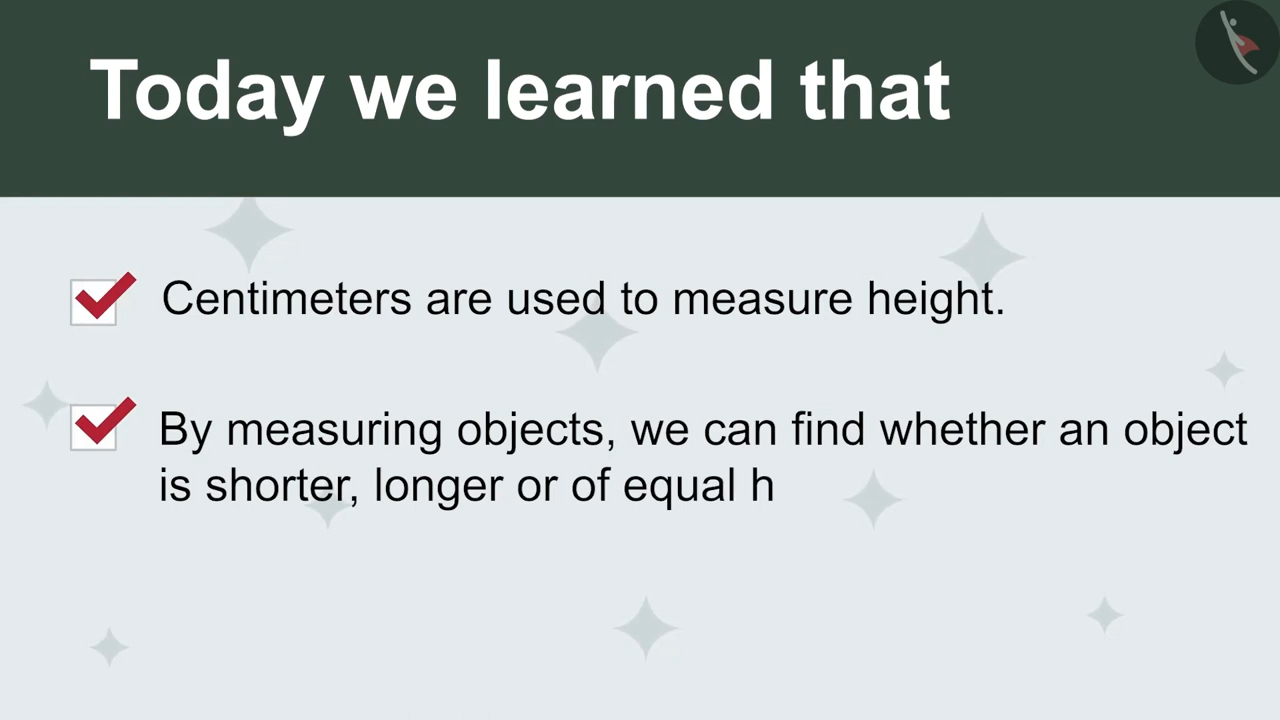 Today we learned that
Centimeters are used to measure height.
By measuring objects, we can find whether an object
is shorter, longer or of equal h